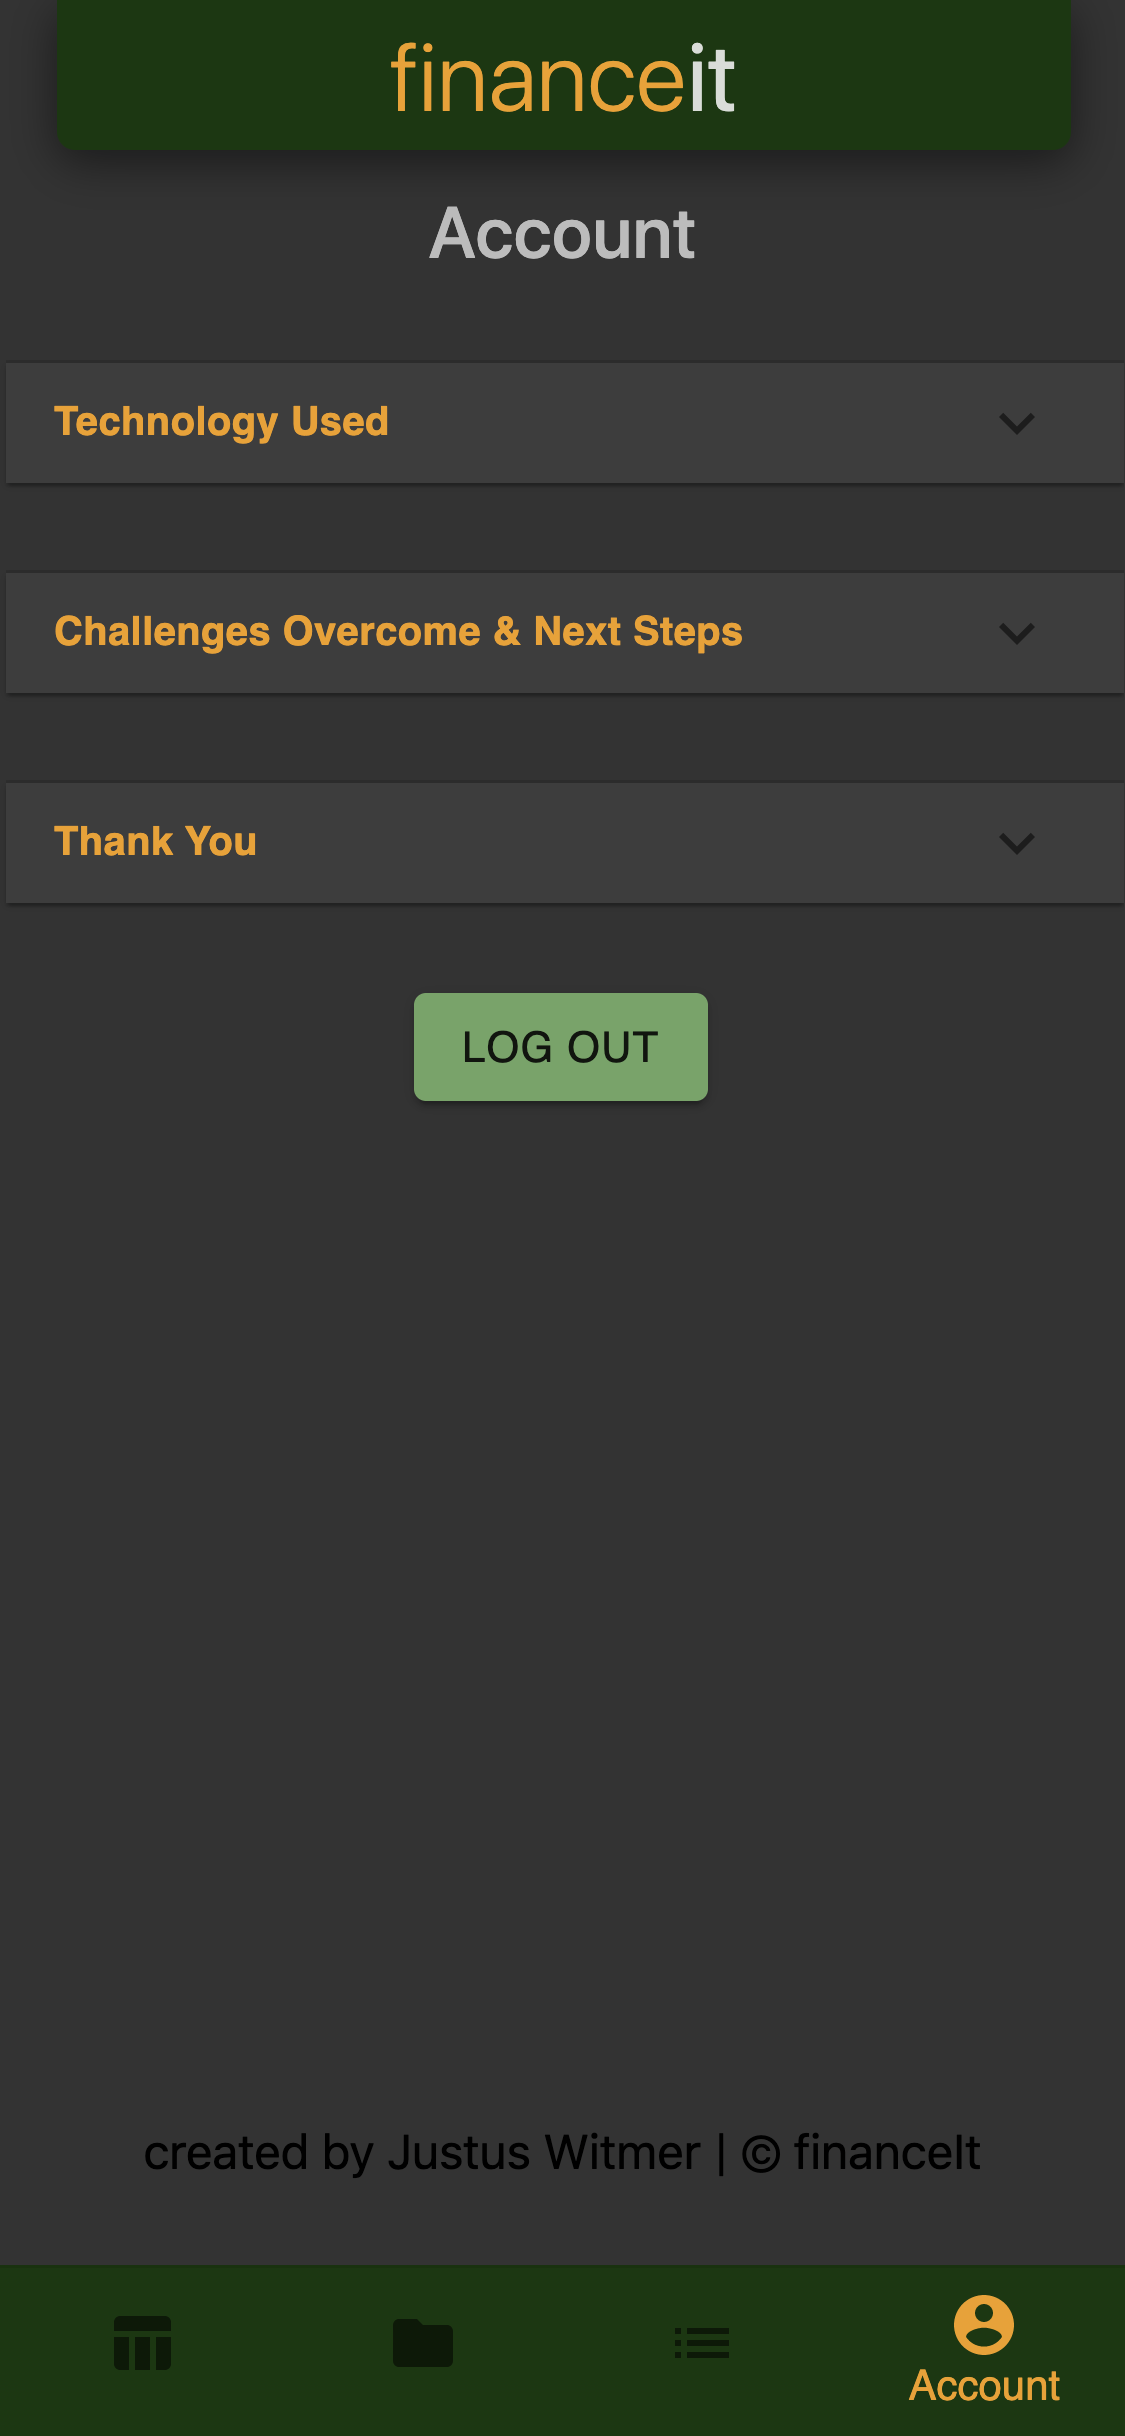 financeit
Account
Technology Used
Challenges Overcome & Next Steps
Thank You
LOG OUT
created by Justus Witmer | © financeIt
Account